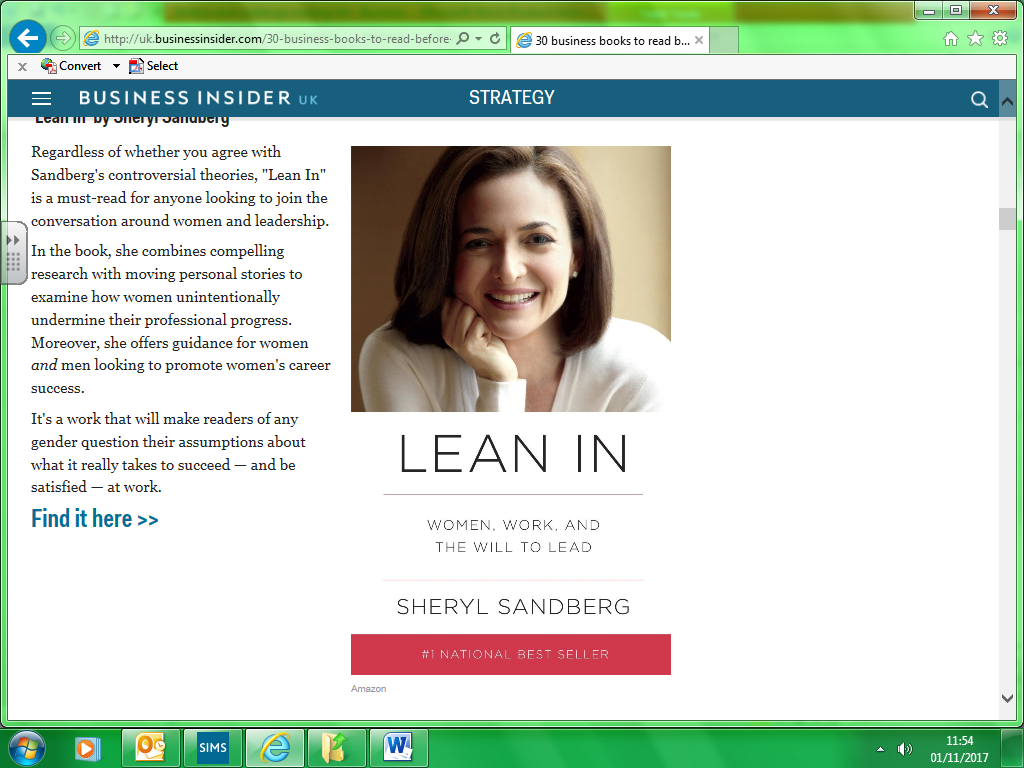 http://uk.businessinsider.com/30-business-books-to-read-before-
30 business books to read b...
Convert
Select
BUSINESS INSIDER UK
STRATEGY
'Lean In' by Sheryl Sandberg
Regardless of whether you agree with
Sandberg's controversial theories, "Lean In"
is a must-read for anyone looking to join the
conversation around women and leadership.
In the book, she combines compelling
research with moving personal stories to
examine how women unintentionally
undermine their professional progress.
Moreover, she offers guidance for women
and men looking to promote women's career
success.
It's a work that will make readers of any
gender question their assumptions about
what it really takes to succeed — and be
satisfied — at work.
Find it here >>
LEAN IN
WOMEN, WORK, AND
THE WILL TO LEAD
SHERYL SANDBERG
#1 NATIONAL BEST SELLER
Amazon
SIMS
11:54
01/11/2017